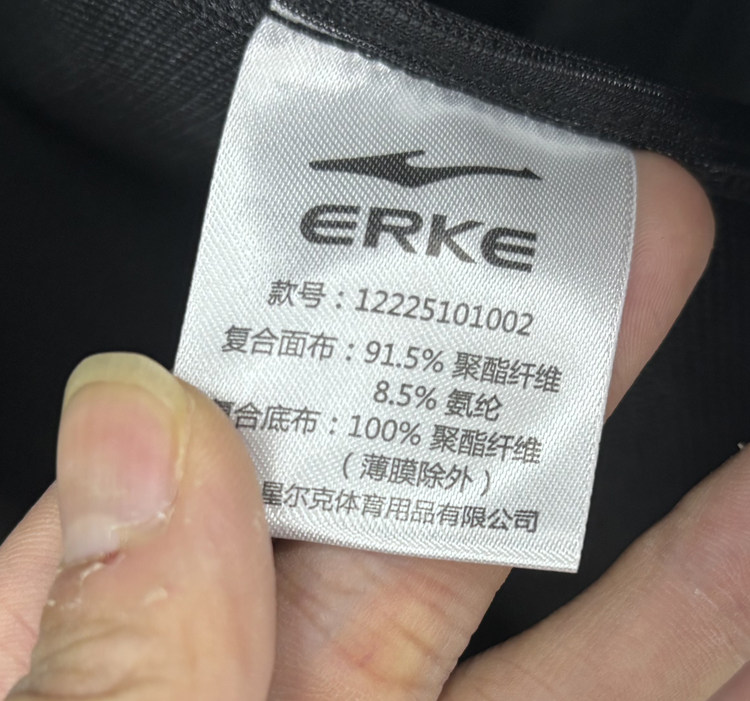 ERKE
款号：12225101002
复合面布：91.5% 聚酯纤维
8.5% 氨纶
复合底布：100% 聚酯纤维
（薄膜除外）
星尔克体育用品有限公司